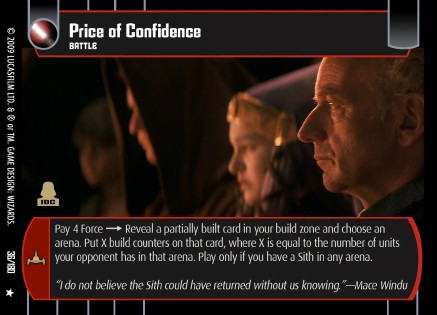 Price of Confidence
BATTLE
© 2009 LUCASFILM LTD. & ® or TM. GAME DESIGN: WIZARDS.
IDC
Pay 4 Force → Reveal a partially built card in your build zone and choose an
arena. Put X build counters on that card, where X is equal to the number of units
your opponent has in that arena. Play only if you have a Sith in any arena.
"I do not believe the Sith could have returned without us knowing."—Mace Windu